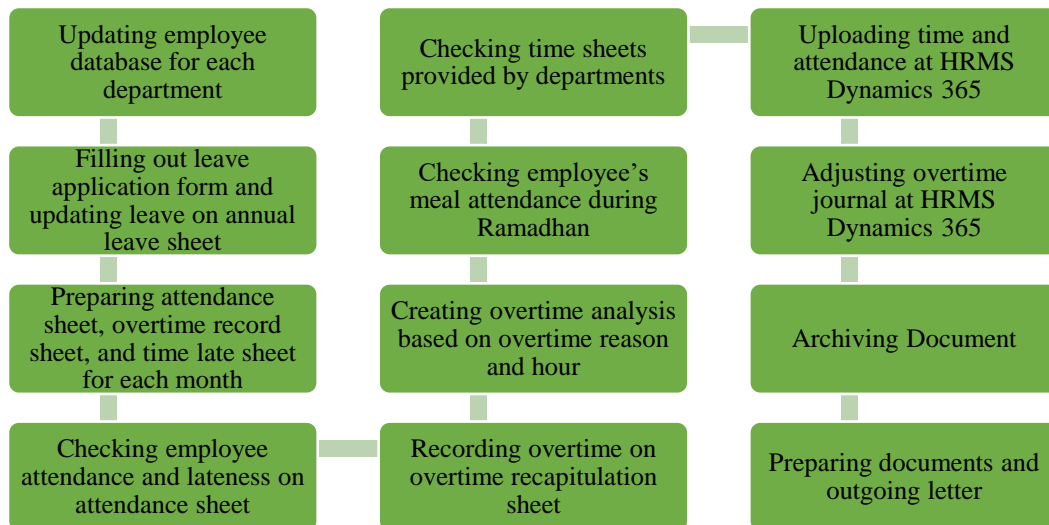 Updating employee
database for each
department
Filling out leave
application form and
updating leave on annual
leave sheet
Preparing attendance
sheet, overtime record
sheet, and time late sheet
for each month
Checking employee
attendance and lateness on
attendance sheet
Recording overtime on
overtime recapitulation
sheet
Creating overtime analysis
based on overtime reason
and hour
Checking employee’s
meal attendance during
Ramadhan
Checking time sheets
provided by departments
Uploading time and
attendance at HRMS
Dynamics 365
Adjusting overtime
journal at HRMS
Dynamics 365
Archiving Document
Preparing documents and
outgoing letter